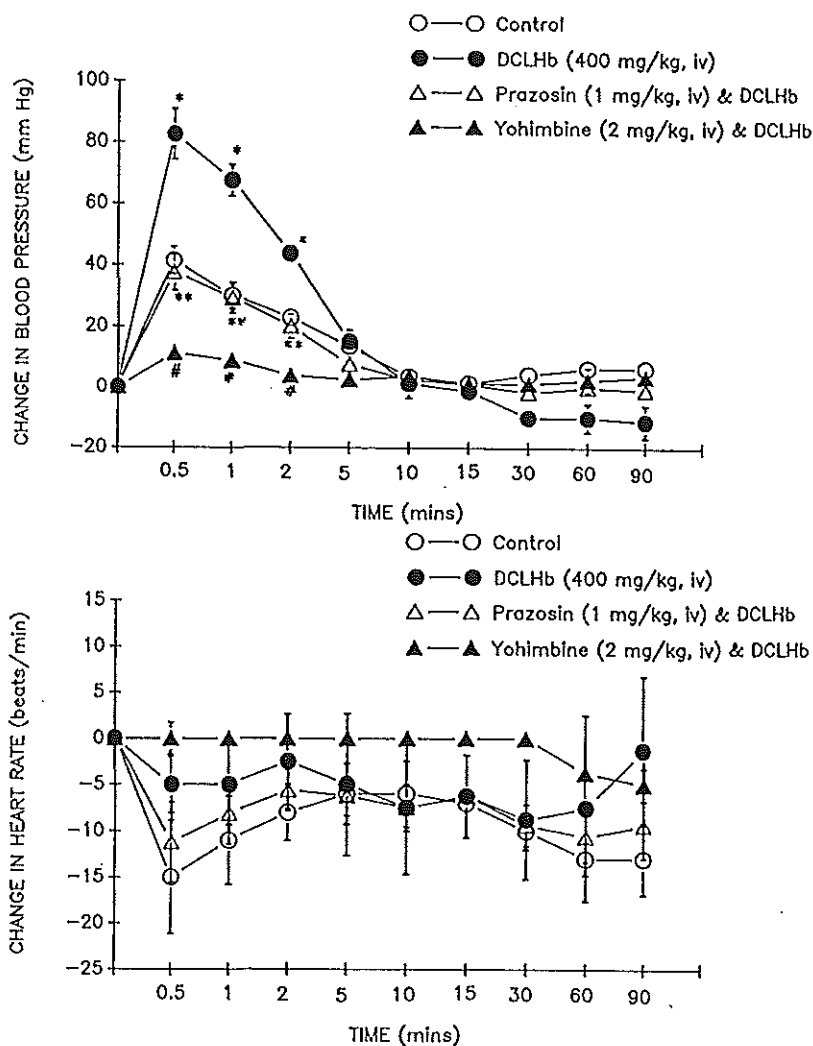 Control
DCLHb (400 mg/kg, iv)
Prazosin (1 mg/kg, iv) & DCLHb
Yohimbine (2 mg/kg, iv) & DCLHb
CHANGE IN BLOOD PRESSURE (mm Hg)
100
80
60
40
20
0
-20
*
*
*
**
*
**
**
#
#
#
0.5 1 2 5 10 15 30 60 90
TIME (mins)
Control
DCLHb (400 mg/kg, iv)
Prazosin (1 mg/kg, iv) & DCLHb
Yohimbine (2 mg/kg, iv) & DCLHb
CHANGE IN HEART RATE (beats/min)
15
10
5
0
-5
-10
-15
-20
-25
0.5 1 2 5 10 15 30 60 90
TIME (mins)